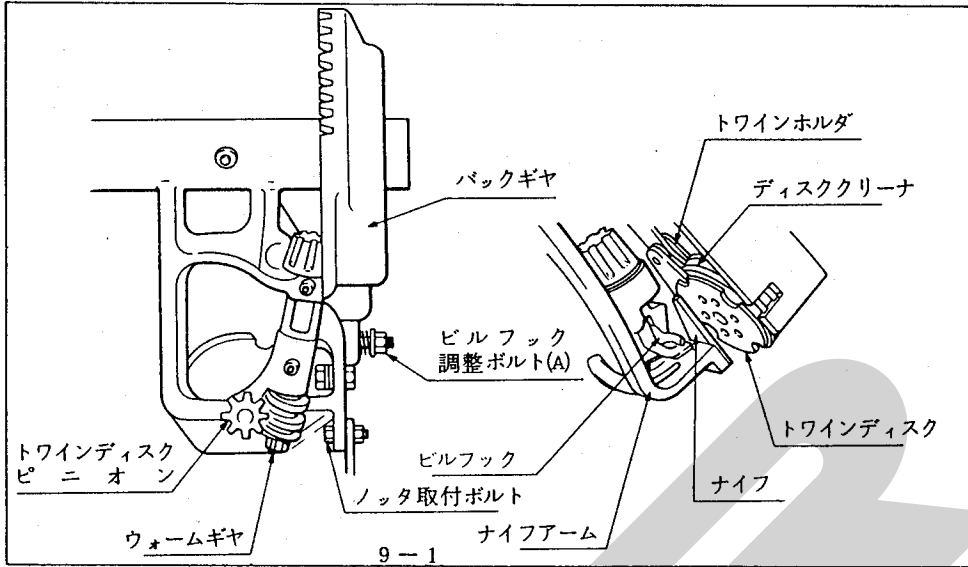 トワインホルダ
ディスククリーナ
バックギヤ
ビルフック
調整ボルト(A)
トワインディスク
ピニオン
トワインディスク
ビルフック
ナイフ
ノッタ取付ボルト
ウォームギヤ
ナイフアーム
9-1